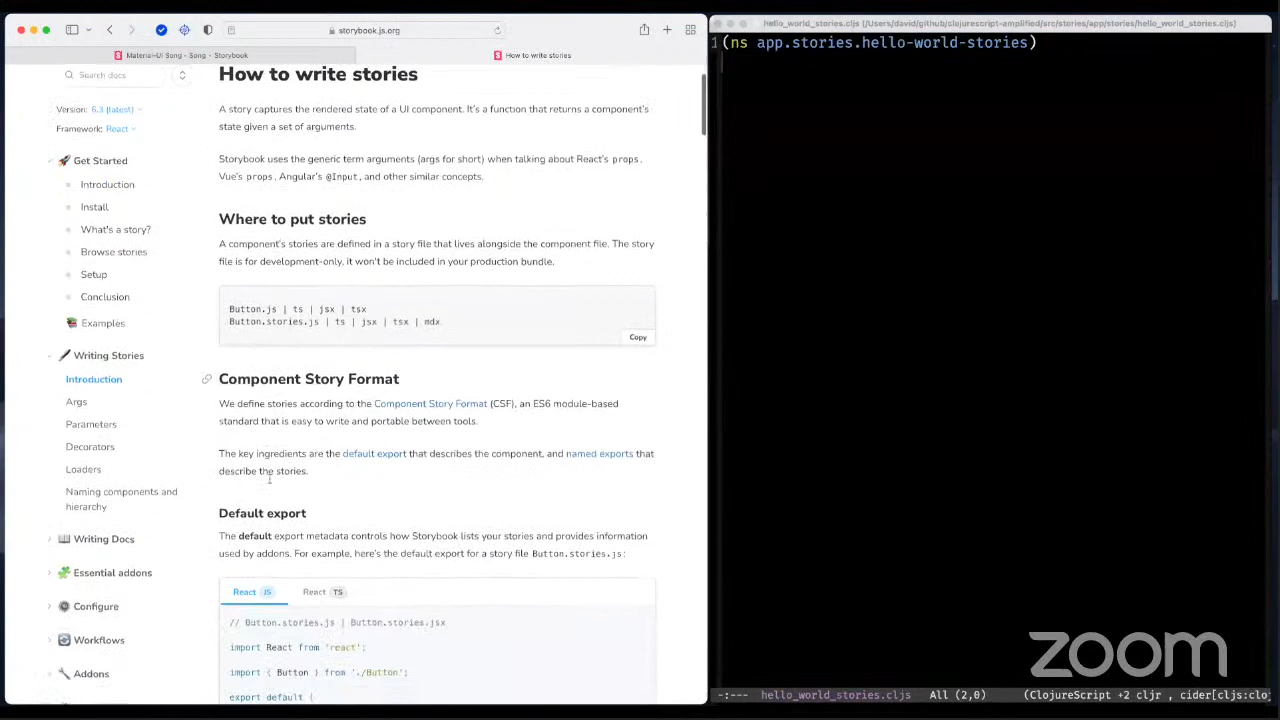 storybook.js.org
Material-UI Song - Song · Storybook
How to write stories
Search docs
Version: 6.3 (latest)
Framework: React
🚀 Get Started
Introduction
Install
What's a story?
Browse stories
Setup
Conclusion
📚 Examples
🖋 Writing Stories
Introduction
Args
Parameters
Decorators
Loaders
Naming components and
hierarchy
📖 Writing Docs
🧩 Essential addons
Configure
Workflows
🔧 Addons
How to write stories
A story captures the rendered state of a UI component. It's a function that returns a component's
state given a set of arguments.
Storybook uses the generic term arguments (args for short) when talking about React's props,
Vue's props, Angular's @Input, and other similar concepts.
Where to put stories
A component's stories are defined in a story file that lives alongside the component file. The story
file is for development-only, it won't be included in your production bundle.
Button.js | ts | jsx | tsx
Button.stories.js | ts | jsx | tsx | mdx
Copy
Component Story Format
We define stories according to the Component Story Format (CSF), an ES6 module-based
standard that is easy to write and portable between tools.
The key ingredients are the default export that describes the component, and named exports that
describe the stories.
Default export
The default export metadata controls how Storybook lists your stories and provides information
used by addons. For example, here's the default export for a story file Button.stories.js:
React JS
React TS
// Button.stories.js | Button.stories.jsx
import React from 'react';
import { Button } from './Button';
export default {
hello_world_stories.cljs (/Users/david/github/clojurescript-amplified/src/stories/app/stories/hello_world_stories.cljs)
1(ns app.stories.hello-world-stories)
zoom
-:--- hello_world_stories.cljs All (2,0) (ClojureScript +2 cljr , cider[cljs:clo